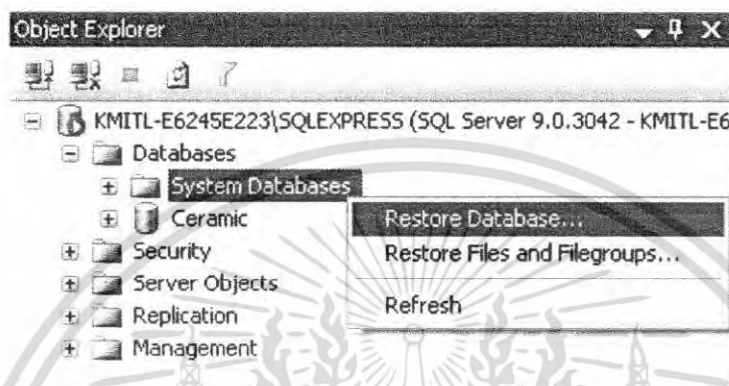 Object Explorer
KMITL-E6245E223\SQLEXPRESS (SQL Server 9.0.3042 - KMITL-E6
Databases
System Databases
Ceramic
Restore Database...
Security
Restore Files and Filegroups...
Server Objects
Refresh
Replication
Management